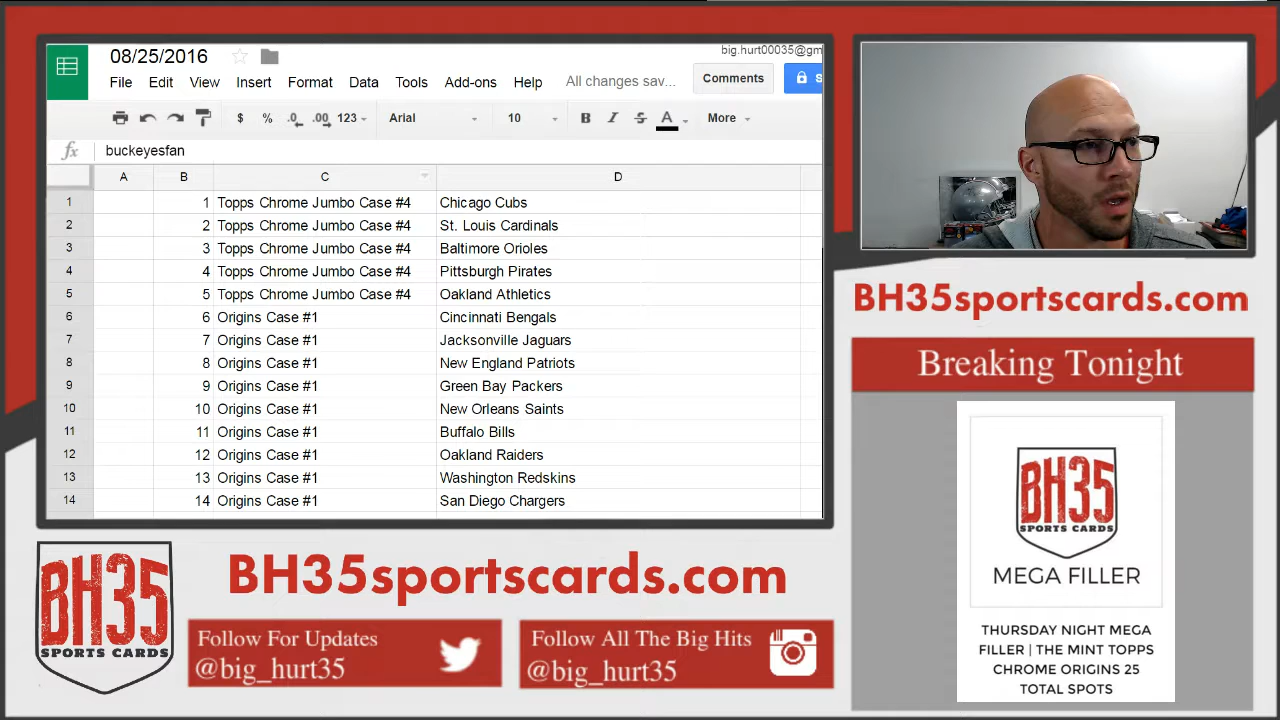 08/25/2016
big.hurt00035@gm
File Edit View Insert Format Data Tools Add-ons Help All changes sav... Comments S
$ % .0 .00 123 Arial 10 B I S A More
fx buckeyesfan
A B C D
1 1 Topps Chrome Jumbo Case #4 Chicago Cubs
2 2 Topps Chrome Jumbo Case #4 St. Louis Cardinals
3 3 Topps Chrome Jumbo Case #4 Baltimore Orioles
4 4 Topps Chrome Jumbo Case #4 Pittsburgh Pirates
5 5 Topps Chrome Jumbo Case #4 Oakland Athletics
6 6 Origins Case #1 Cincinnati Bengals
7 7 Origins Case #1 Jacksonville Jaguars
8 8 Origins Case #1 New England Patriots
9 9 Origins Case #1 Green Bay Packers
10 10 Origins Case #1 New Orleans Saints
11 11 Origins Case #1 Buffalo Bills
12 12 Origins Case #1 Oakland Raiders
13 13 Origins Case #1 Washington Redskins
14 14 Origins Case #1 San Diego Chargers
BH35sportscards.com
Breaking Tonight
BH35
SPORTS CARDS
MEGA FILLER
THURSDAY NIGHT MEGA
FILLER | THE MINT TOPPS
CHROME ORIGINS 25
TOTAL SPOTS
BH35
SPORTS CARDS
BH35sportscards.com
Follow For Updates
@big_hurt35
Follow All The Big Hits
@big_hurt35